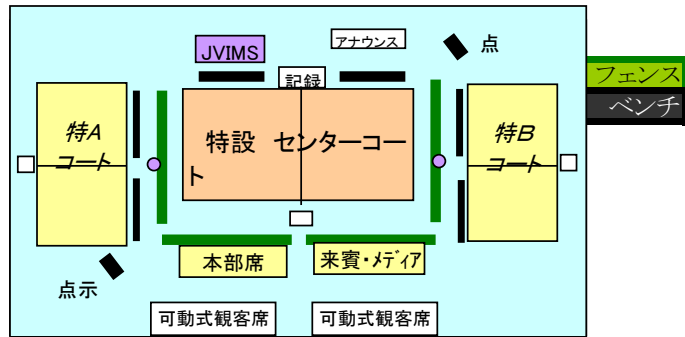 JVIMS
アナウンス
点
記録
フェンス
ベンチ
特A
コート
特設 センターコー
ト
特B
コート
本部席
来賓・ﾒﾃﾞｨｱ
点示
可動式観客席
可動式観客席